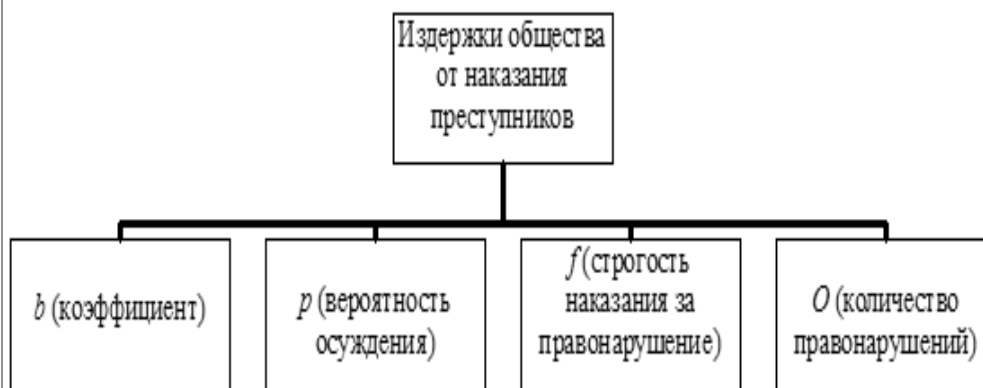 Издержки общества
от наказания
преступников
b (коэффициент)
p (вероятность
осуждения)
f (строгость
наказания за
правонарушение)
O (количество
правонарушений)